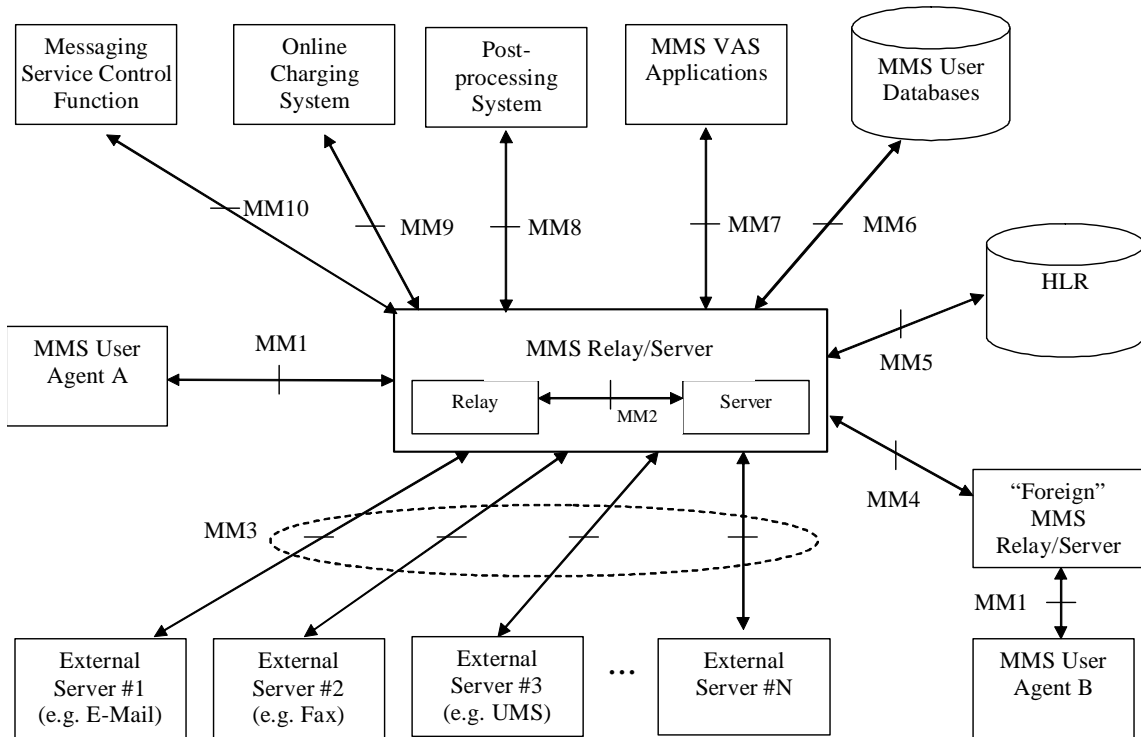 Messaging
Service Control
Function
Online
Charging
System
Post-
processing
System
MMS VAS
Applications
MMS User
Databases
MM10
MM9
MM8
MM7
MM6
HLR
MM5
MMS User
Agent A
MM1
MMS Relay/Server
Relay
MM2
Server
MM4
“Foreign”
MMS
Relay/Server
MM3
MM1
External
Server #1
(e.g. E-Mail)
External
Server #2
(e.g. Fax)
External
Server #3
(e.g. UMS)
...
External
Server #N
MMS User
Agent B